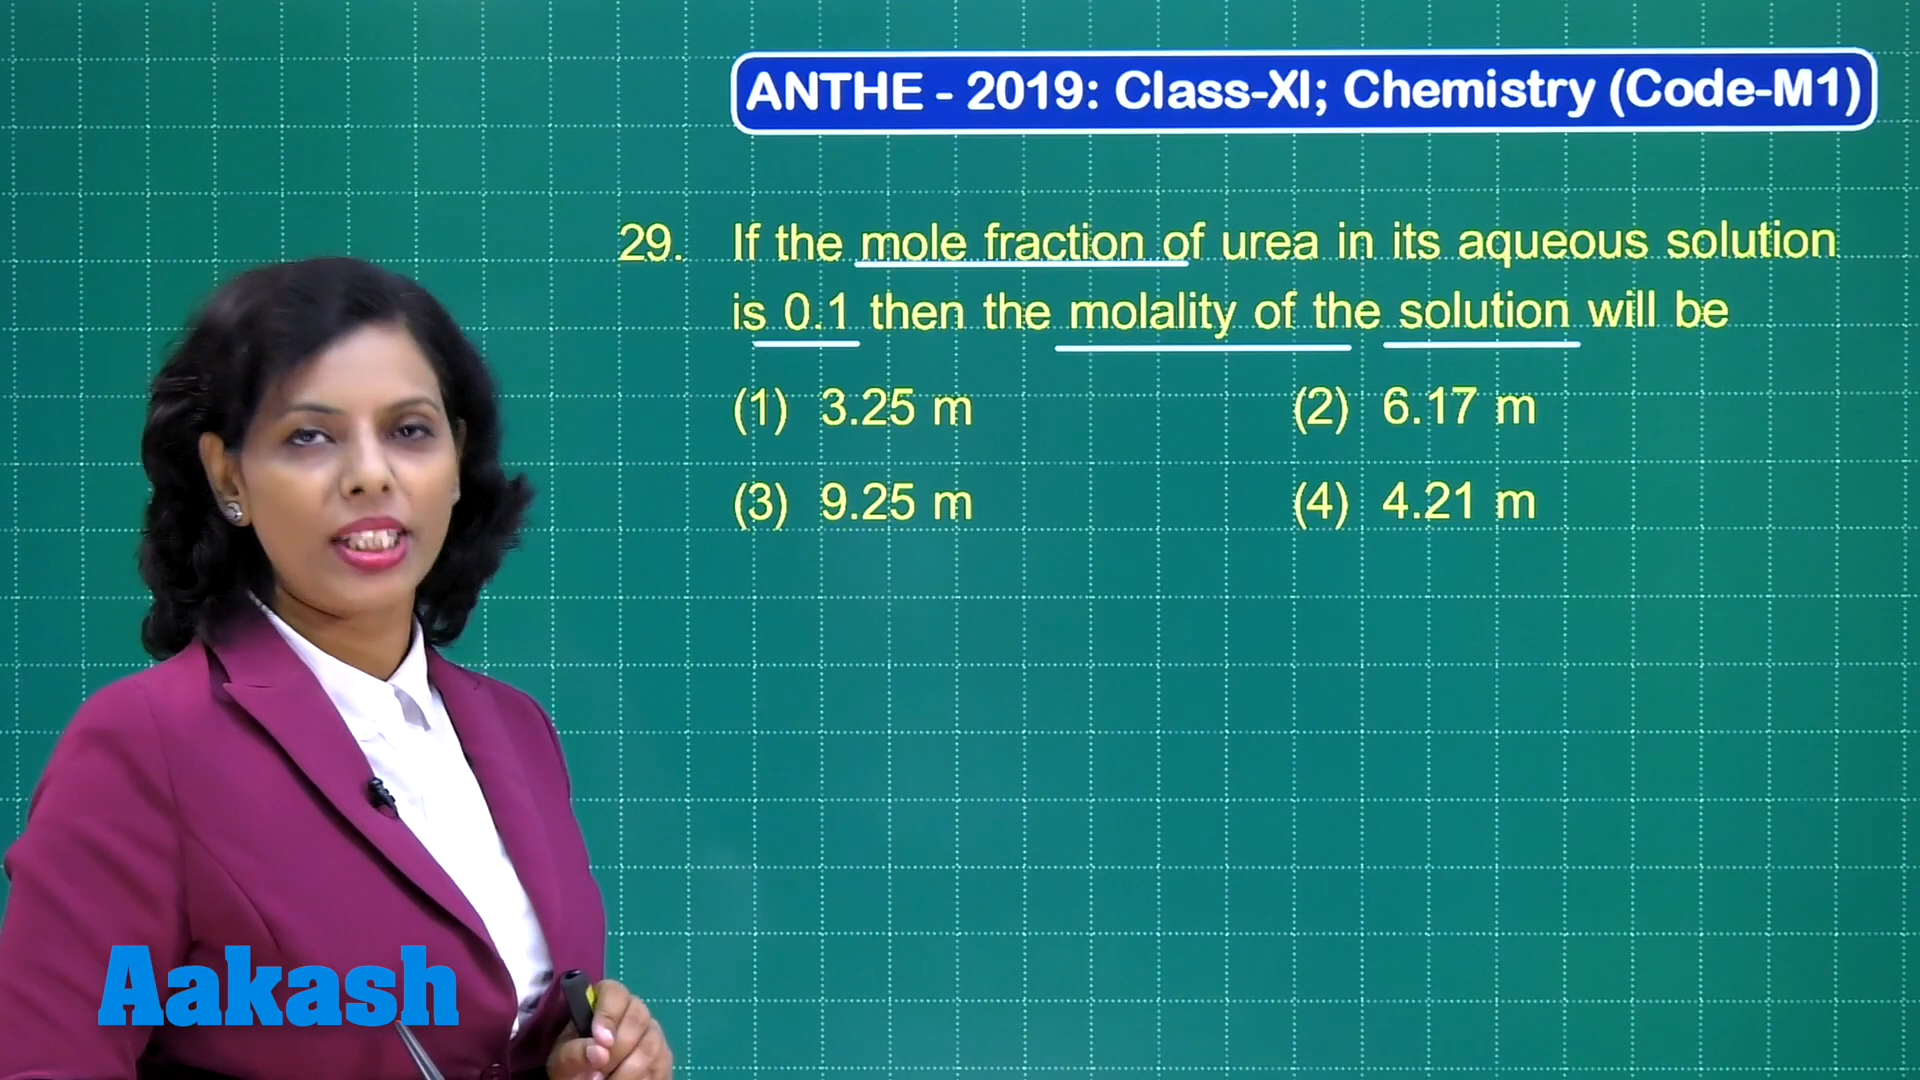 ANTHE - 2019: Class-XI; Chemistry (Code-M1)
29. If the mole fraction of urea in its aqueous solution
is 0.1 then the molality of the solution will be
(1) 3.25 m (2) 6.17 m
(3) 9.25 m (4) 4.21 m
Aakash